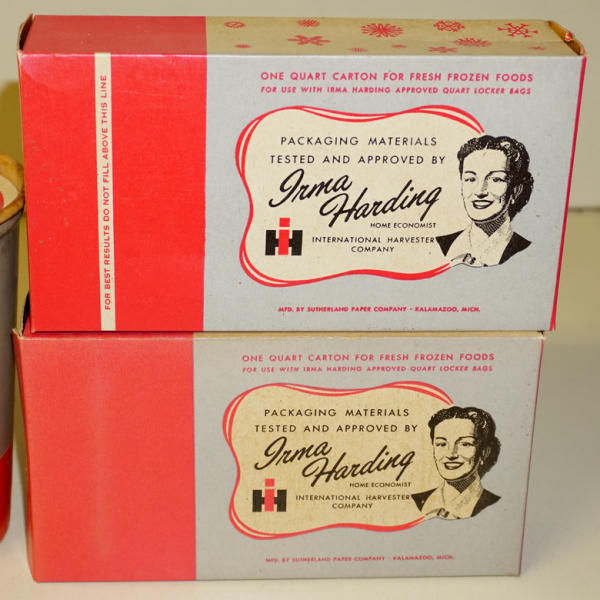 FOR BEST RESULTS DO NOT FILL ABOVE THIS LINE
ONE QUART CARTON FOR FRESH FROZEN FOODS
FOR USE WITH IRMA HARDING APPROVED QUART LOCKER BAGS
PACKAGING MATERIALS
TESTED AND APPROVED BY
Irma
Harding
HOME ECONOMIST
IH
INTERNATIONAL HARVESTER
COMPANY
MFD. BY SUTHERLAND PAPER COMPANY - KALAMAZOO, MICH.
ONE QUART CARTON FOR FRESH FROZEN FOODS
FOR USE WITH IRMA HARDING APPROVED QUART LOCKER BAGS
PACKAGING MATERIALS
TESTED AND APPROVED BY
Irma
Harding
HOME ECONOMIST
IH
INTERNATIONAL HARVESTER
COMPANY
MFD. BY SUTHERLAND PAPER COMPANY - KALAMAZOO, MICH.